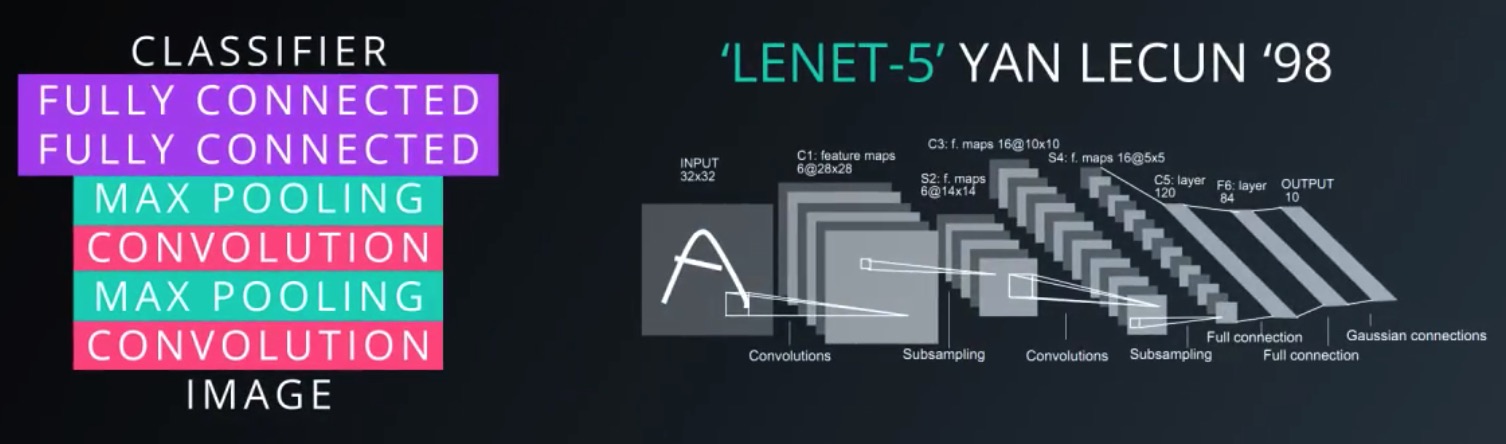 CLASSIFIER
FULLY CONNECTED
FULLY CONNECTED
MAX POOLING
CONVOLUTION
MAX POOLING
CONVOLUTION
IMAGE
‘LENET-5’ YAN LECUN ‘98
INPUT
32x32
C1: feature maps
6@28x28
S2: f. maps
6@14x14
C3: f. maps 16@10x10
S4: f. maps 16@5x5
C5: layer
120
F6: layer
84
OUTPUT
10
A
Convolutions
Subsampling
Convolutions
Subsampling
Full connection
Full connection
Gaussian connections